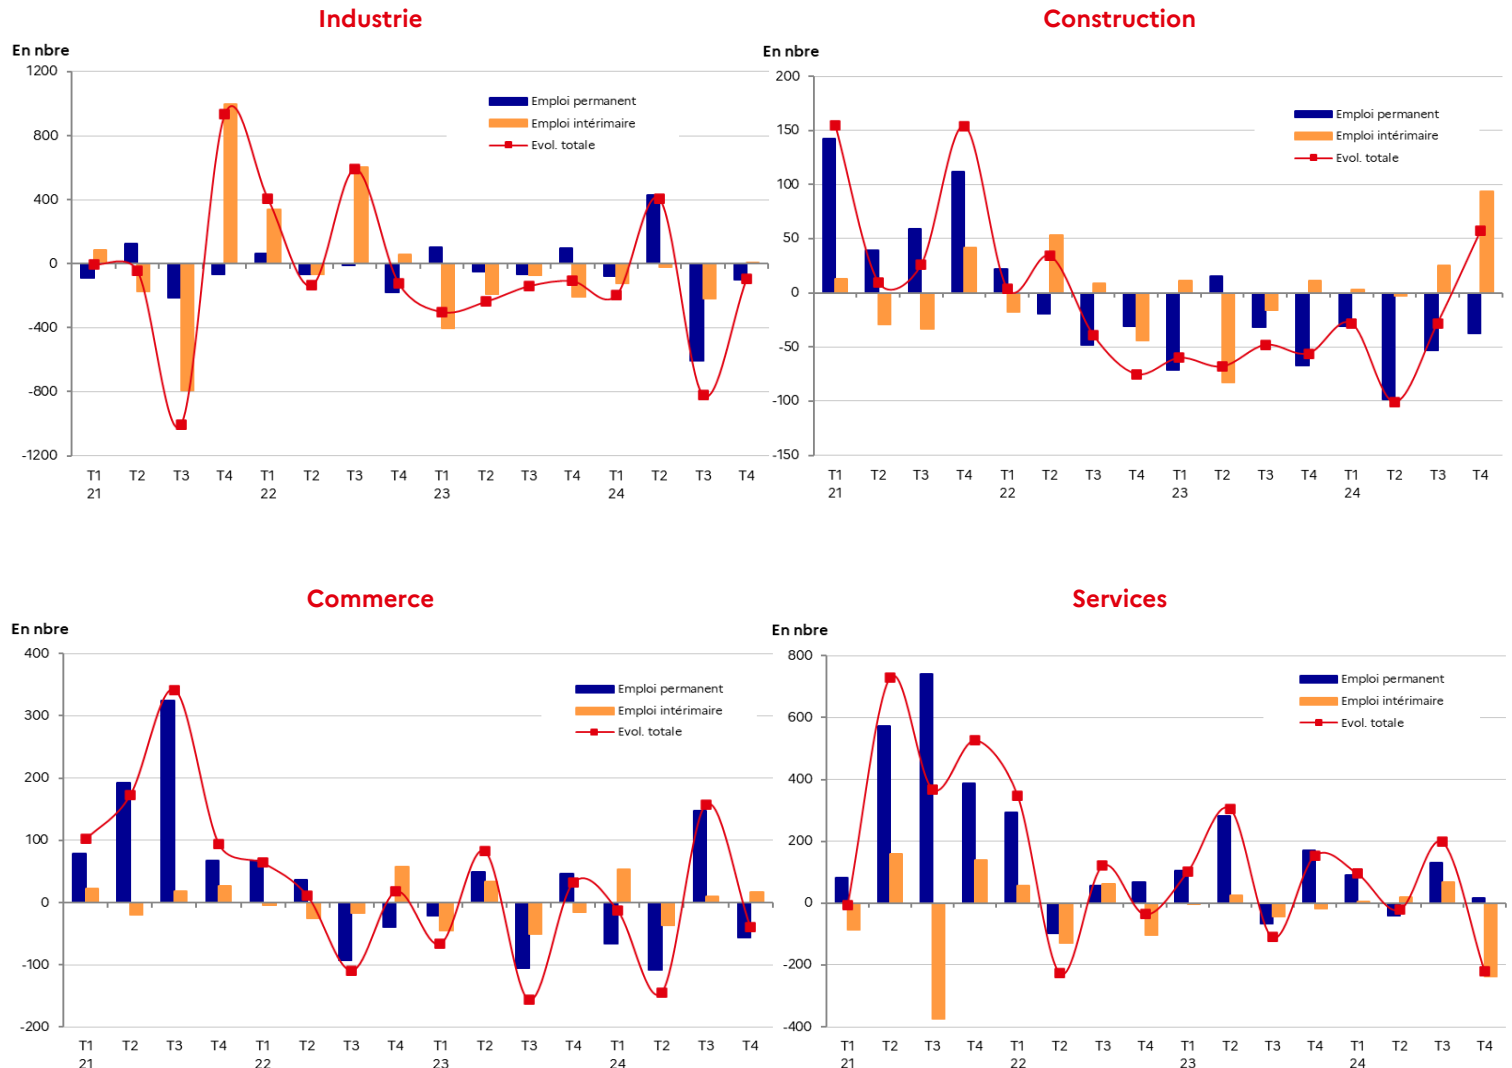 Industrie
En nbre
1200
800
400
0
-400
-800
-1200
Emploi permanent
Emploi intérimaire
Evol. totale
T1 T2 T3 T4 T1 T2 T3 T4 T1 T2 T3 T4 T1 T2 T3 T4
21 22 23 24
Construction
En nbre
200
150
100
50
0
-50
-100
-150
Emploi permanent
Emploi intérimaire
Evol. totale
T1 T2 T3 T4 T1 T2 T3 T4 T1 T2 T3 T4 T1 T2 T3 T4
21 22 23 24
Commerce
En nbre
400
300
200
100
0
-100
-200
Emploi permanent
Emploi intérimaire
Evol. totale
T1 T2 T3 T4 T1 T2 T3 T4 T1 T2 T3 T4 T1 T2 T3 T4
21 22 23 24
Services
En nbre
800
600
400
200
0
-200
-400
Emploi permanent
Emploi intérimaire
Evol. totale
T1 T2 T3 T4 T1 T2 T3 T4 T1 T2 T3 T4 T1 T2 T3 T4
21 22 23 24